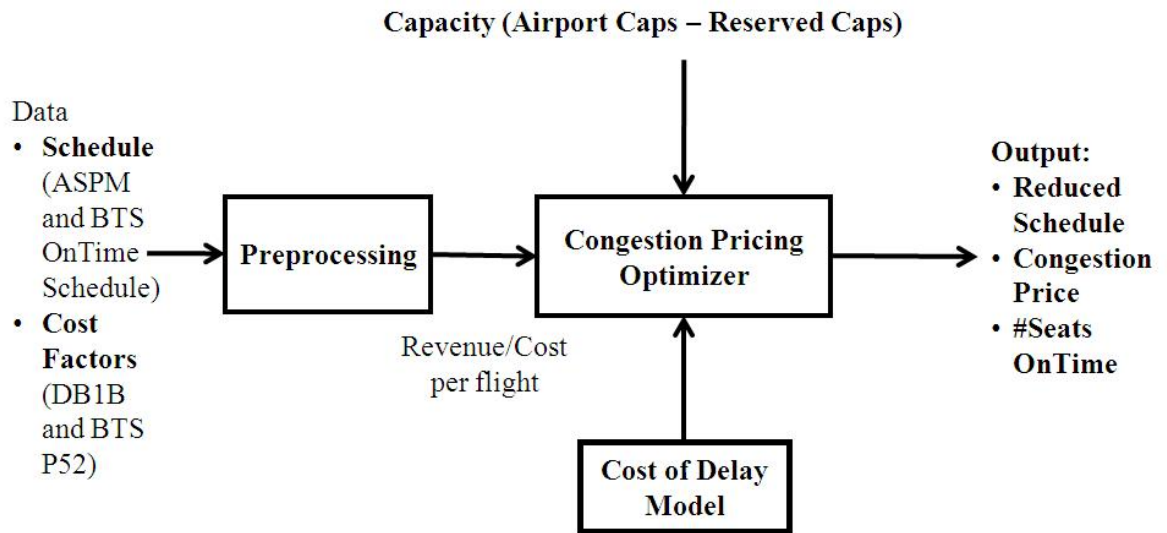 Capacity (Airport Caps – Reserved Caps)
Data
• Schedule
(ASPM
and BTS
OnTime
Schedule)
• Cost
Factors
(DB1B
and BTS
P52)
Preprocessing
Revenue/Cost
per flight
Congestion Pricing
Optimizer
Cost of Delay
Model
Output:
• Reduced
Schedule
• Congestion
Price
• #Seats
OnTime